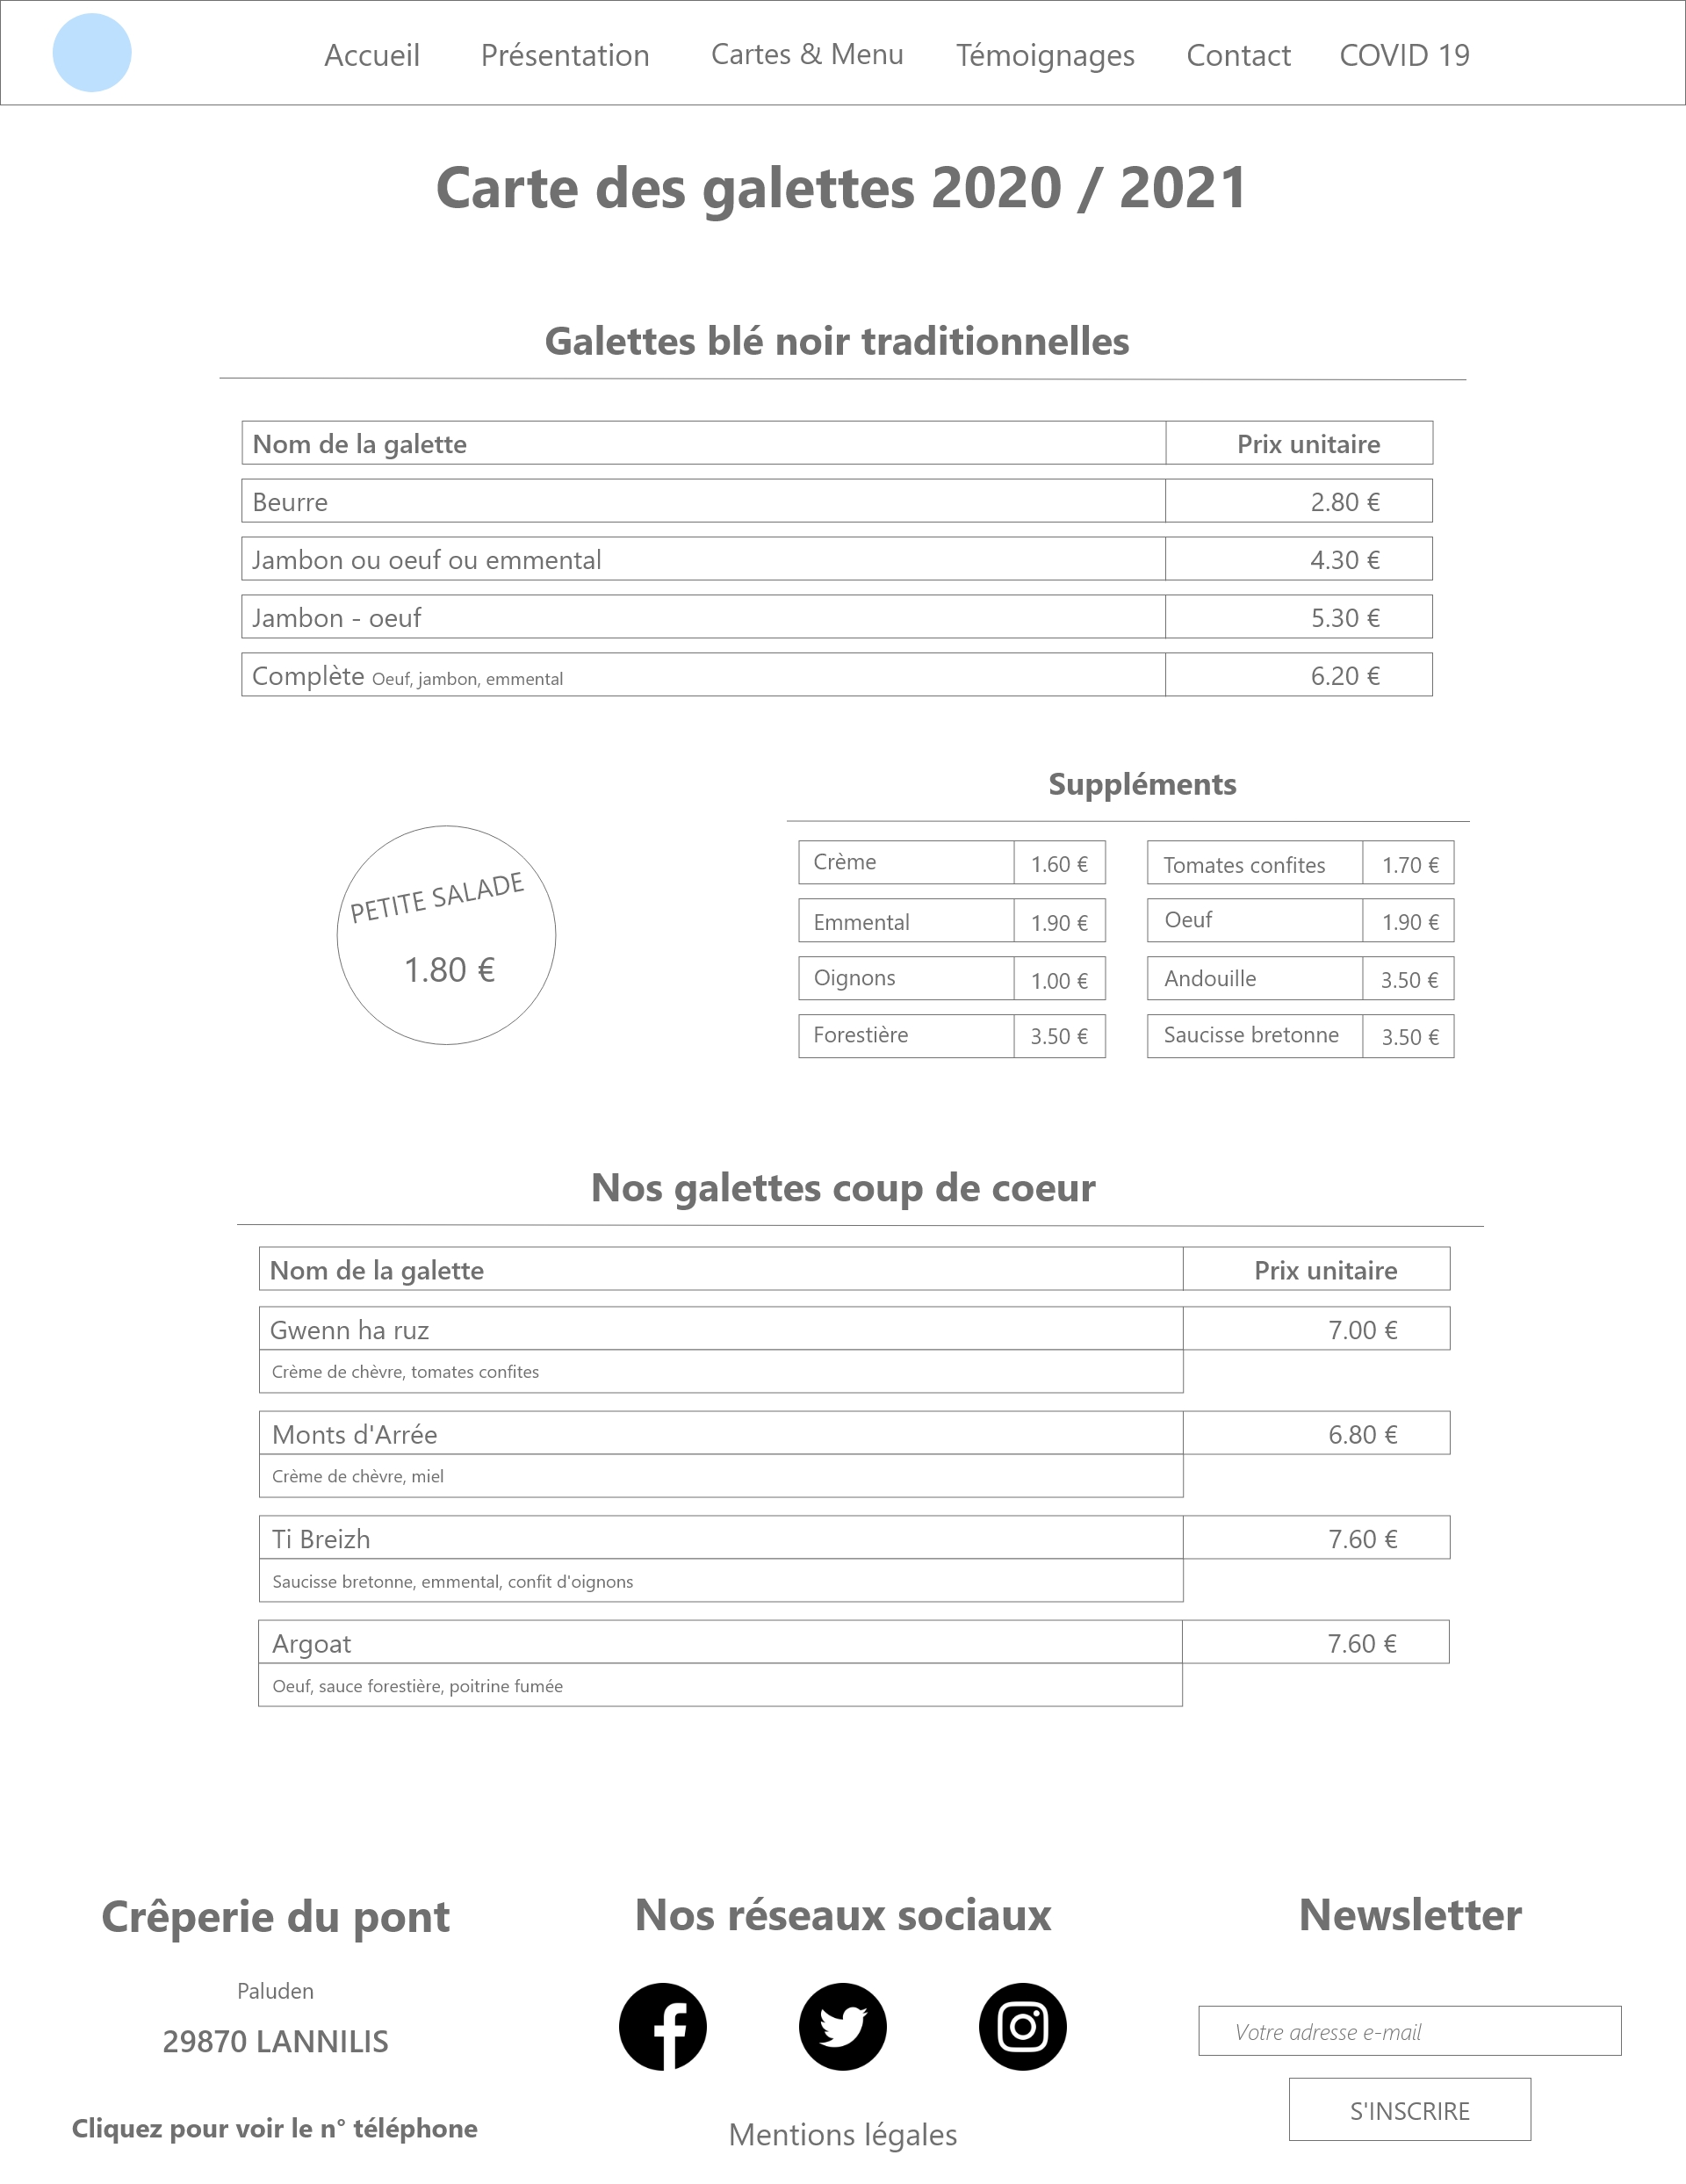 Accueil Présentation Cartes & Menu Témoignages Contact COVID 19
Carte des galettes 2020 / 2021
Galettes blé noir traditionnelles
Nom de la galette Prix unitaire
Beurre 2.80 €
Jambon ou oeuf ou emmental 4.30 €
Jambon - oeuf 5.30 €
Complète Oeuf, jambon, emmental 6.20 €
PETITE SALADE
1.80 €
Suppléments
Crème 1.60 € Tomates confites 1.70 €
Emmental 1.90 € Oeuf 1.90 €
Oignons 1.00 € Andouille 3.50 €
Forestière 3.50 € Saucisse bretonne 3.50 €
Nos galettes coup de coeur
Nom de la galette Prix unitaire
Gwenn ha ruz 7.00 €
Crème de chèvre, tomates confites
Monts d'Arrée 6.80 €
Crème de chèvre, miel
Ti Breizh 7.60 €
Saucisse bretonne, emmental, confit d'oignons
Argoat 7.60 €
Oeuf, sauce forestière, poitrine fumée
Crêperie du pont
Paluden
29870 LANNILIS
Cliquez pour voir le n° téléphone
Nos réseaux sociaux
Mentions légales
Newsletter
Votre adresse e-mail
S'INSCRIRE